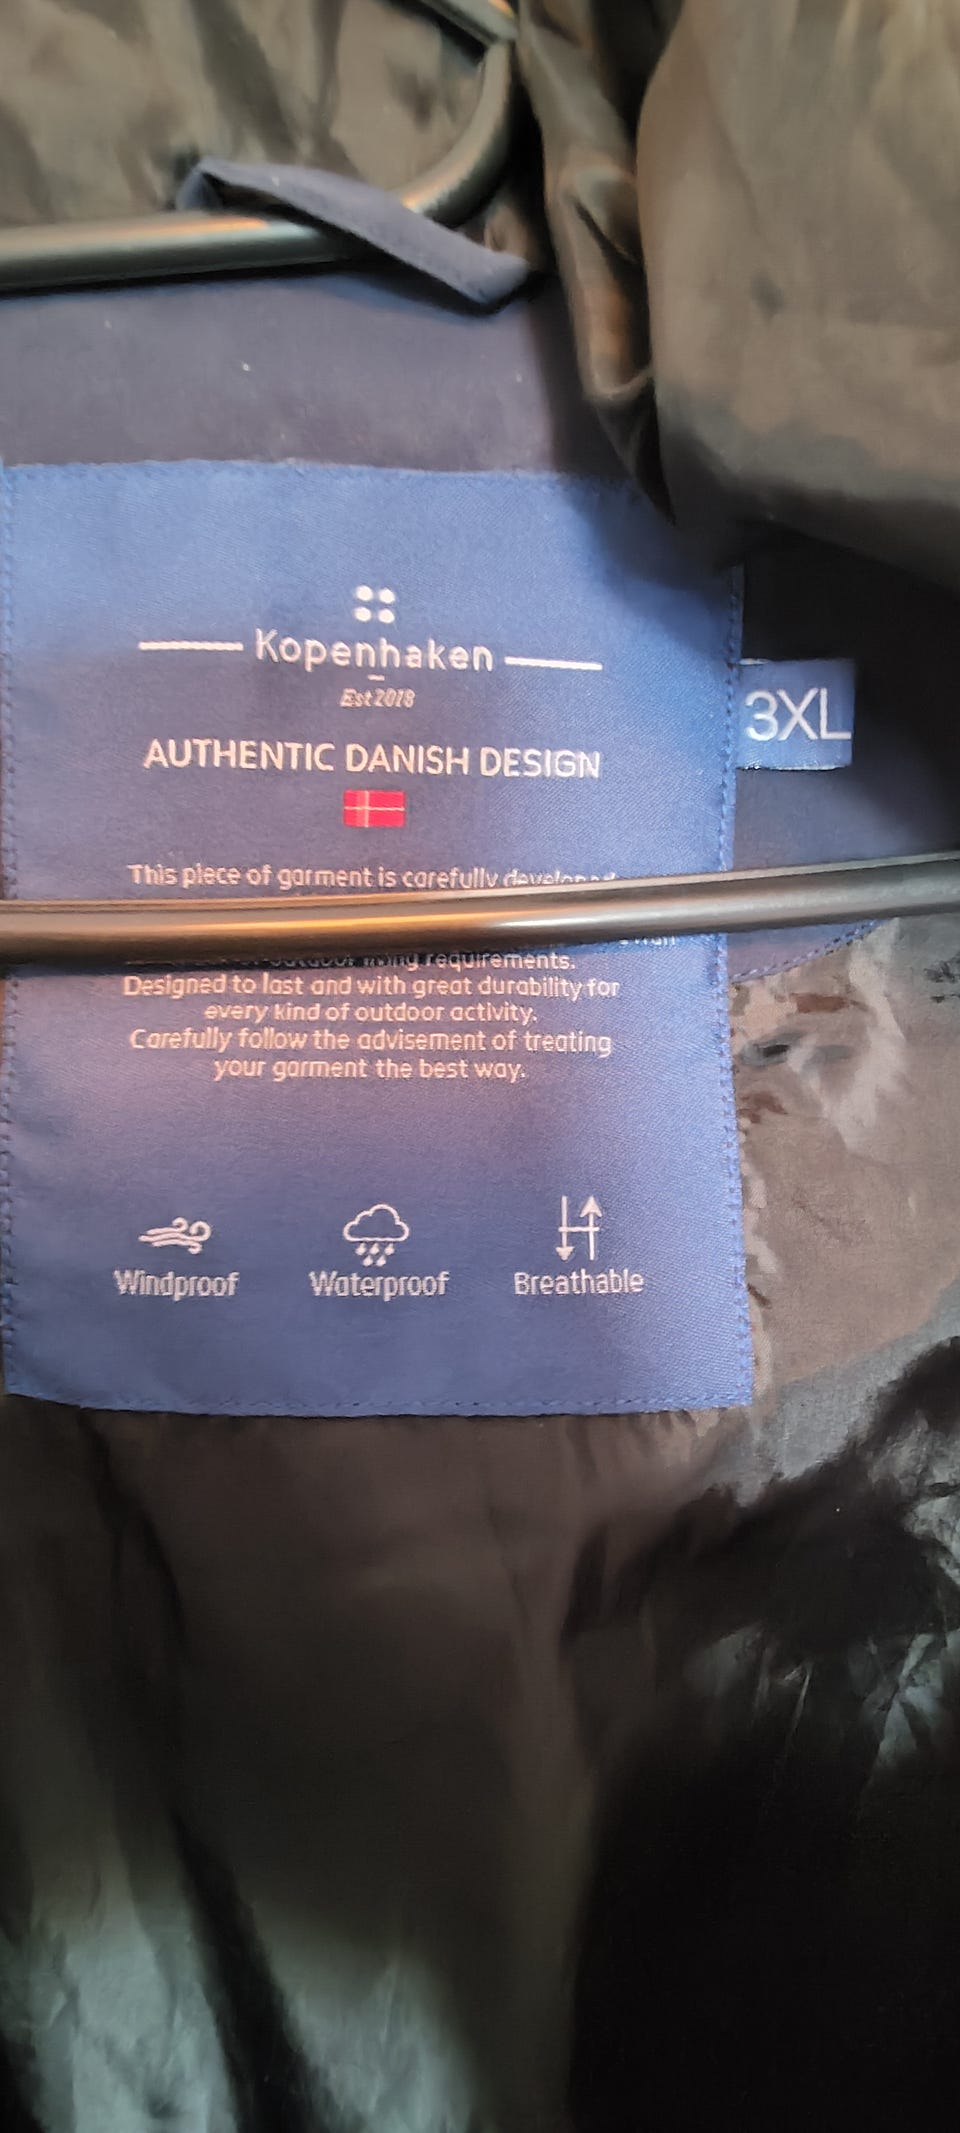 Kopenhaken
Est 2018
3XL
AUTHENTIC DANISH DESIGN
This piece of garment is carefully developed
requirements.
Designed to last and with great durability for
every kind of outdoor activity.
Carefully follow the advisement of treating
your garment the best way.
Windproof
Waterproof
Breathable